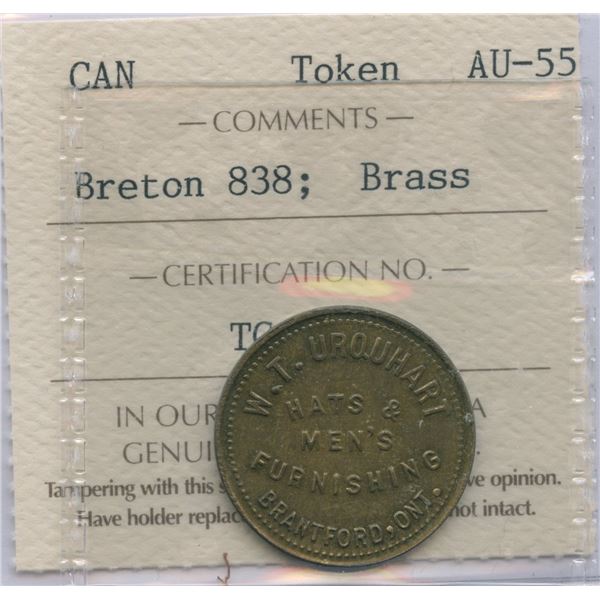 CAN Token AU-55
— COMMENTS —
Breton 838; Brass
— CERTIFICATION NO. —
W. T. URQUHART
HATS &
MEN'S
FURNISHING
BRANTFORD, ONT.
IN OUR A
GENUI
Tampering with this s ve opinion.
Have holder replac not intact.